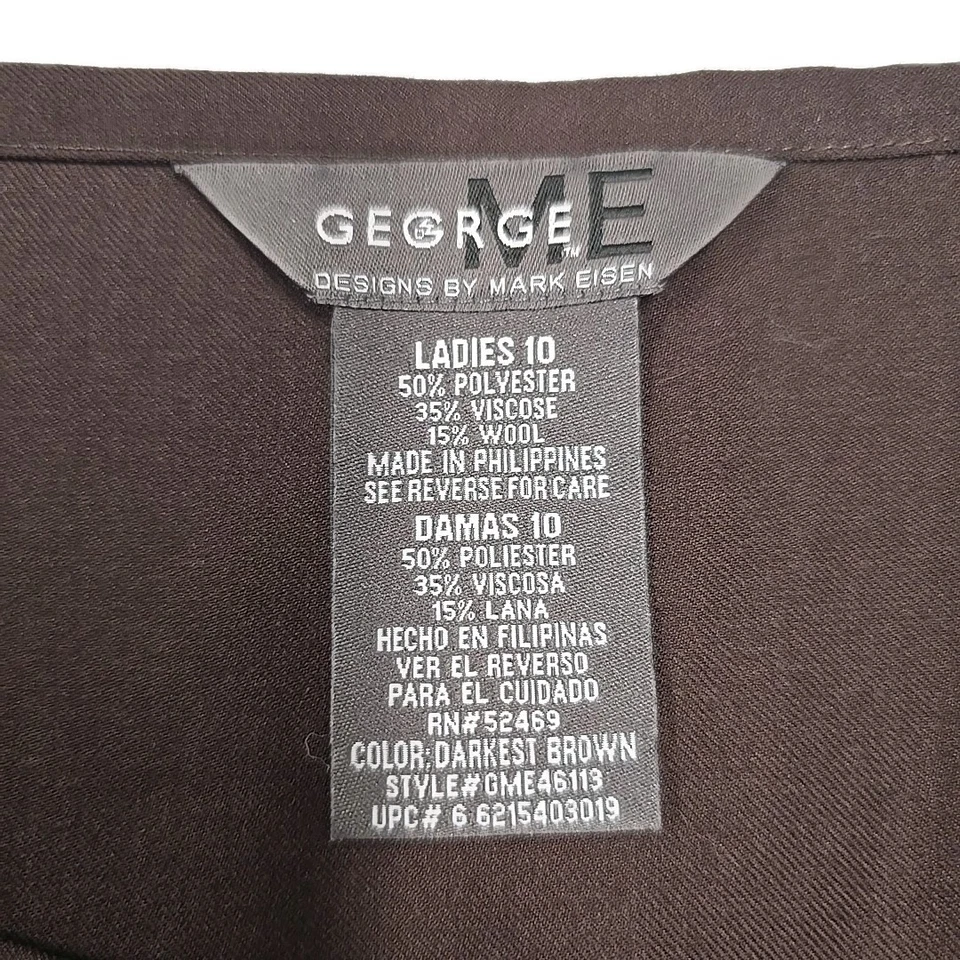 GEORGE ME
TM
DESIGNS BY MARK EISEN
LADIES 10
50% POLYESTER
35% VISCOSE
15% WOOL
MADE IN PHILIPPINES
SEE REVERSE FOR CARE
DAMAS 10
50% POLIESTER
35% VISCOSA
15% LANA
HECHO EN FILIPINAS
VER EL REVERSO
PARA EL CUIDADO
RN#52469
COLOR:DARKEST BROWN
STYLE#GME46113
UPC# 6 6215403019